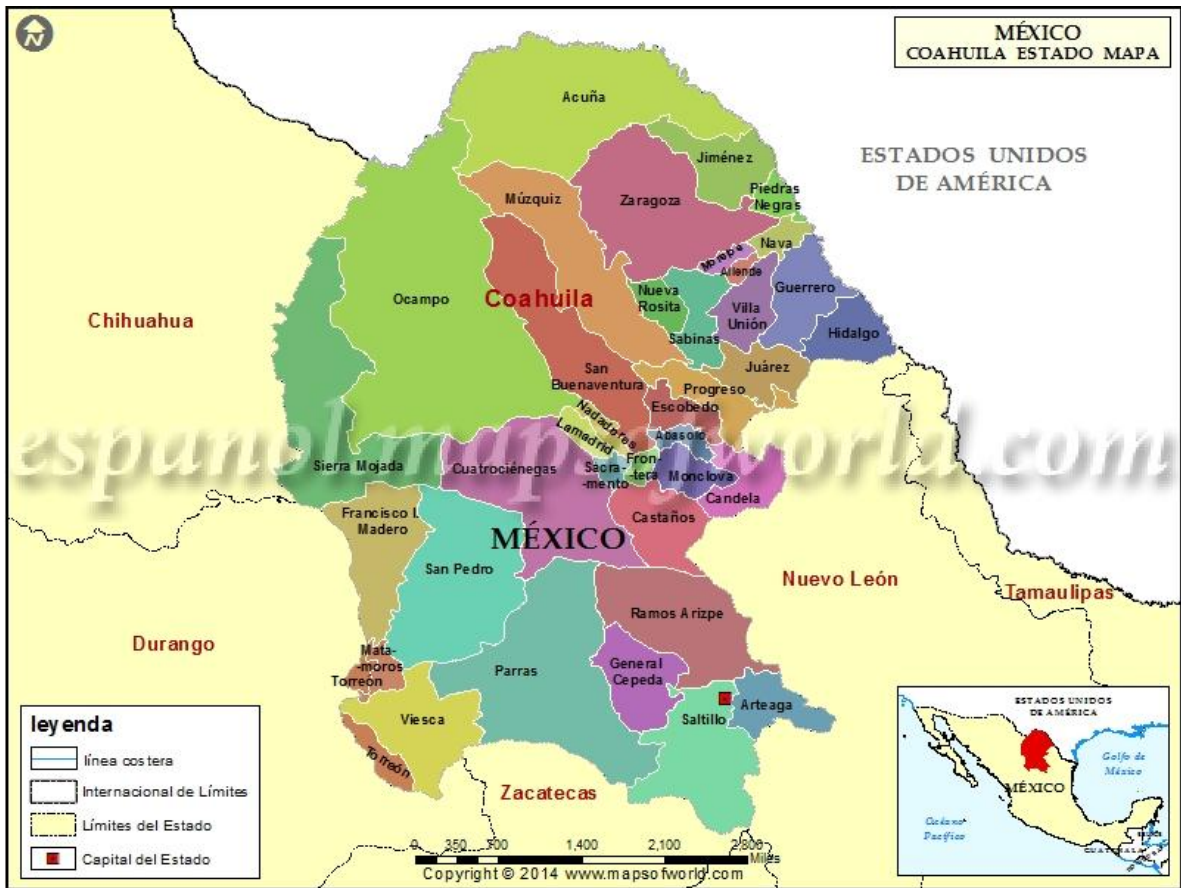 N
MÉXICO
COAHUILA ESTADO MAPA
ESTADOS UNIDOS
DE AMÉRICA
Acuña
Jiménez
Piedras
Negras
Múzquiz
Zaragoza
Nava
Morope
Allende
Guerrero
Nueva
Rosita
Villa
Unión
Sabinas
Hidalgo
Ocampo
Coahuila
Chihuahua
Juárez
San
Buenaventura
Progreso
Escobedo
Nadadares
Lamadrid
Abasolo
espanol.mapsofworld.com
Sierra Mojada
Cuatrociénegas
Sacra-
-mento
Fron-
-tera
Monclova
Candela
Francisco I.
Madero
Castaños
MÉXICO
San Pedro
Nuevo León
Tamaulipas
Ramos Arizpe
Durango
Mata-
-moros
Torreón
Parras
General
Cepeda
Saltillo
Arteaga
Viesca
Torreón
Zacatecas
leyenda
línea costera
Internacional de Límites
Límites del Estado
Capital del Estado
0 350 700 1,400 2,100 2,800
Miles
Copyright © 2014 www.mapsofworld.com
ESTADOS UNIDOS
DE AMÉRICA
Golfo de
México
MÉXICO
Océano
Pacífico